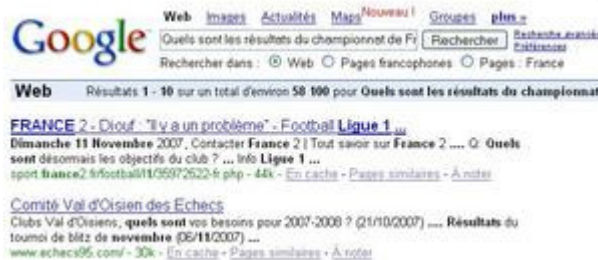 Google
Web Images Actualités Maps Nouveau ! Groupes plus »
Quels sont les résultats du championnat de Fr Rechercher Recherche avancée
Préférences
Rechercher dans : Web Pages francophones Pages : France
Web Résultats 1 - 10 sur un total d'environ 58 100 pour Quels sont les résultats du championnat
FRANCE 2 - Diouf : "Il y a un problème" - Football Ligue 1 ...
Dimanche 11 Novembre 2007, Contacter France 2 | Tout savoir sur France 2 .... Q: Quels
sont désormais les objectifs du club ? ... Info Ligue 1 ...
sport.france2.fr/football/l1/35972522-fr.php - 44k - En cache - Pages similaires - À noter
Comité Val d'Oisien des Echecs
Clubs Val d'Oisiens, quels sont vos besoins pour 2007-2008 ? (21/10/2007) .... Résultats du
tournoi de blitz de novembre (06/11/2007) ...
www.echecs95.com/ - 30k - En cache - Pages similaires - À noter